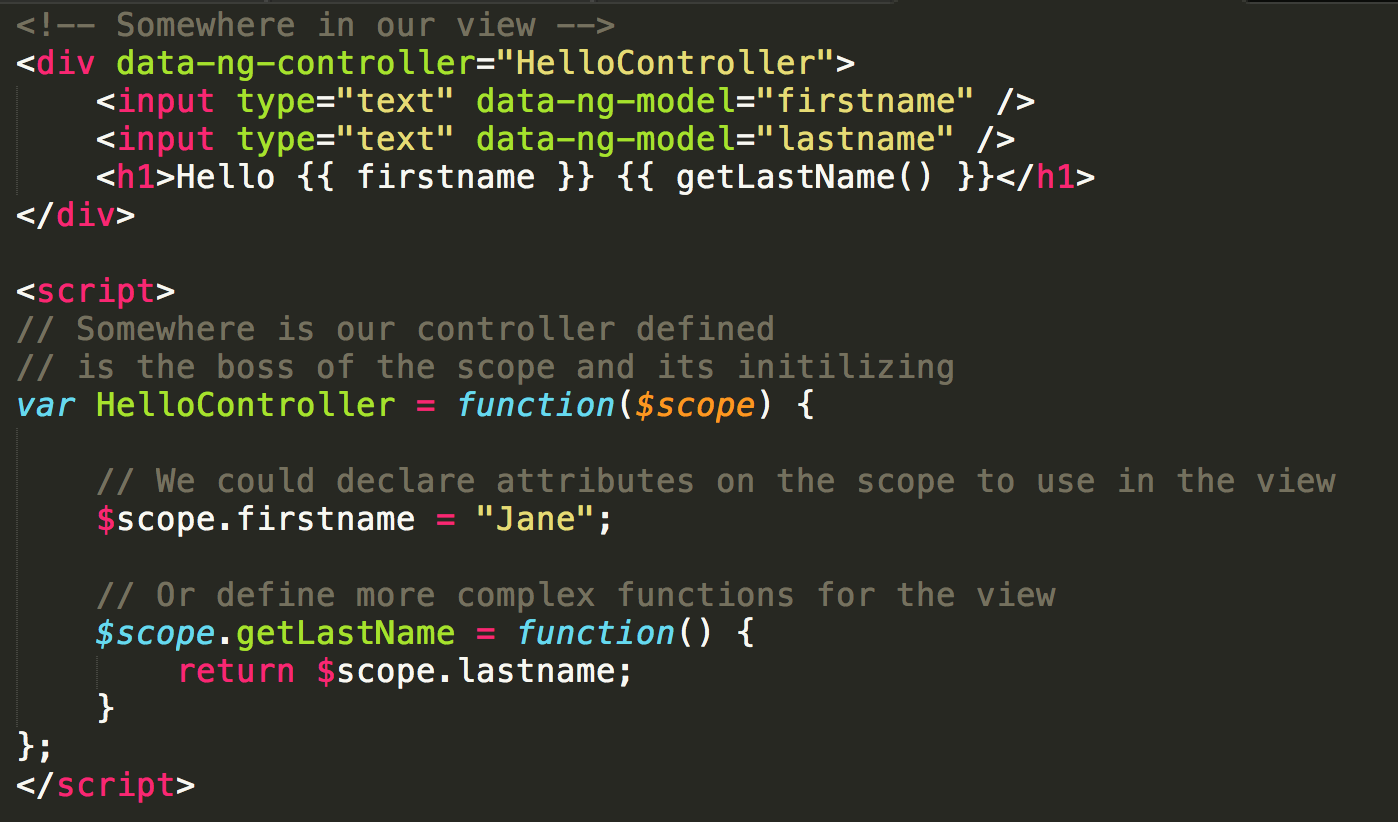 <!-- Somewhere in our view -->
<div data-ng-controller="HelloController">
    <input type="text" data-ng-model="firstname" />
    <input type="text" data-ng-model="lastname" />
    <h1>Hello {{ firstname }} {{ getLastName() }}</h1>
</div>

<script>
// Somewhere is our controller defined
// is the boss of the scope and its initilizing
var HelloController = function($scope) {

    // We could declare attributes on the scope to use in the view
    $scope.firstname = "Jane";

    // Or define more complex functions for the view
    $scope.getLastName = function() {
        return $scope.lastname;
    }
};
</script>